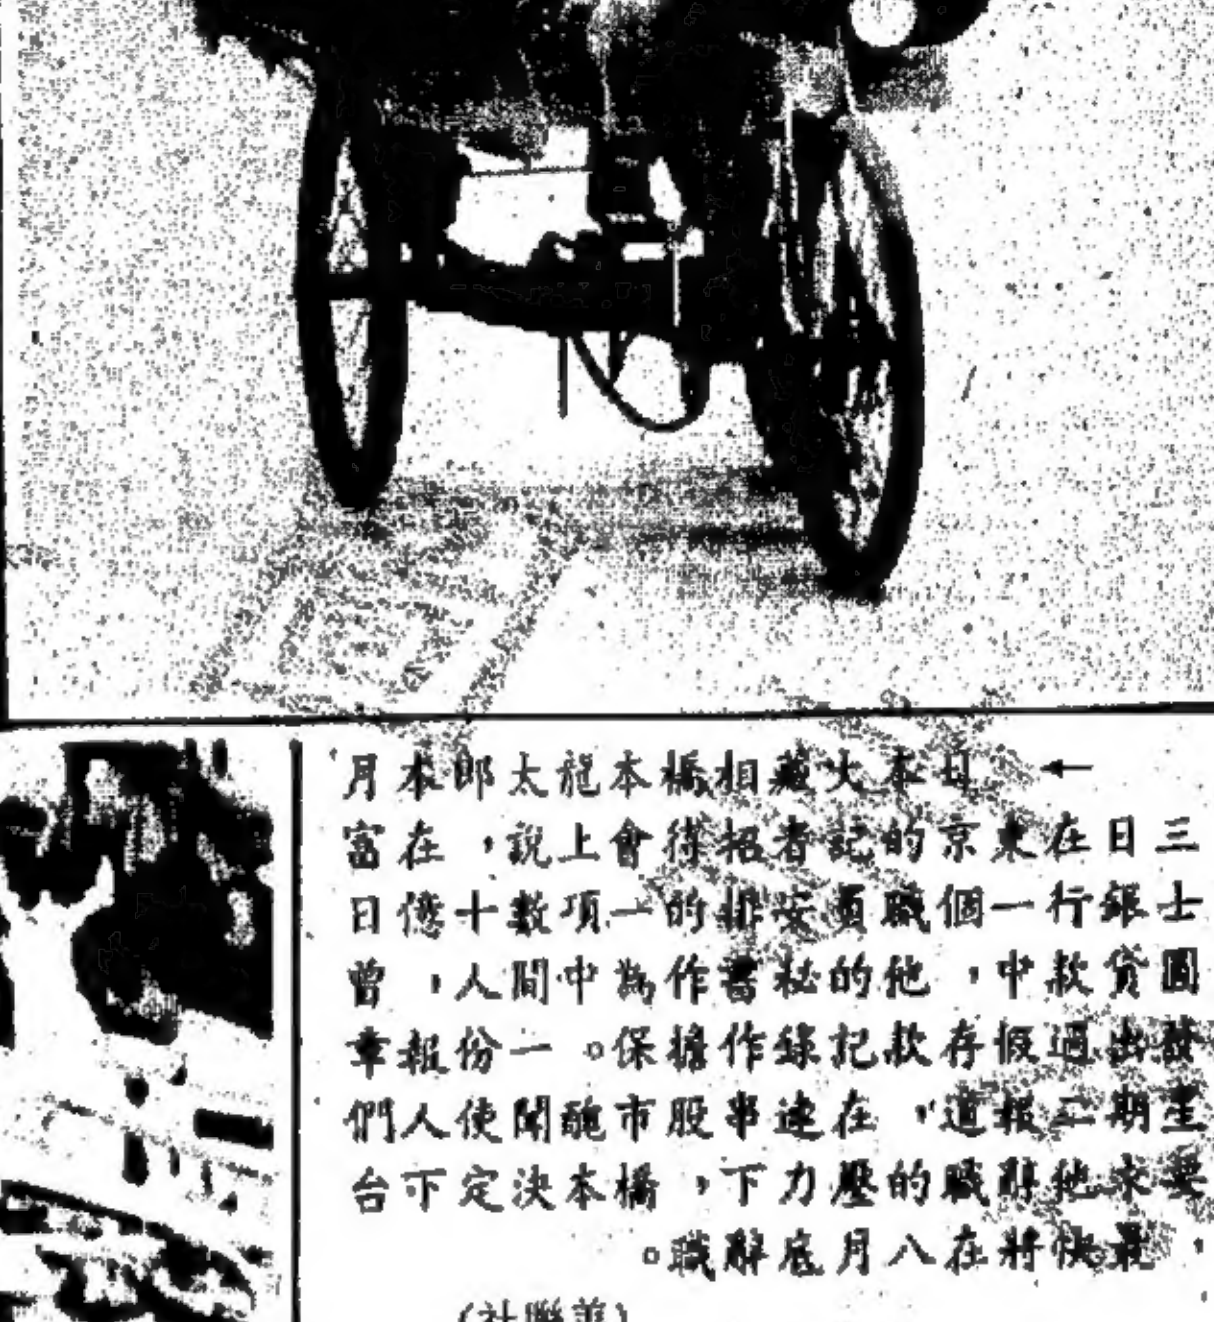 ←日本大藏相橋本龍太郎本月
三日在東京的記者招待會上說，在富
士銀行一個職員安排的一項數十億日
圓貸款中，他的秘書作為中間人，曾
發出過假存款記錄作擔保。一份報章
星期二報道，在連串股市醜聞使人們
要求他辭職的壓力下，橋本決定下台
，最快將在八月底辭職。
(美聯社)